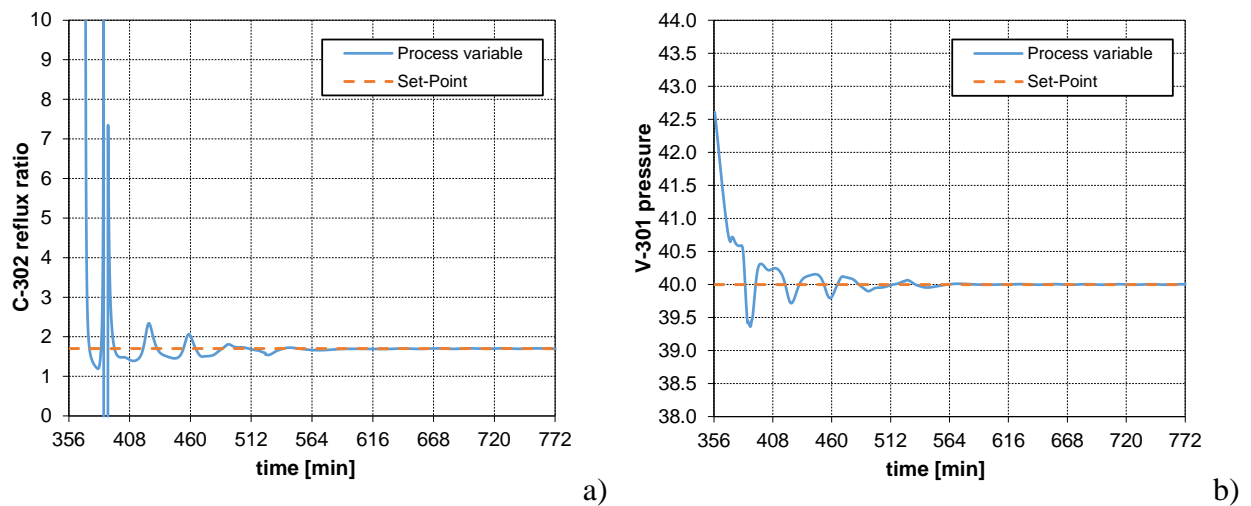 C-302 reflux ratio
10
9
8
7
6
5
4
3
2
1
0
Process variable
Set-Point
356 408 460 512 564 616 668 720 772
time [min]
a)
V-301 pressure
44.0
43.5
43.0
42.5
42.0
41.5
41.0
40.5
40.0
39.5
39.0
38.5
38.0
Process variable
Set-Point
356 408 460 512 564 616 668 720 772
time [min]
b)